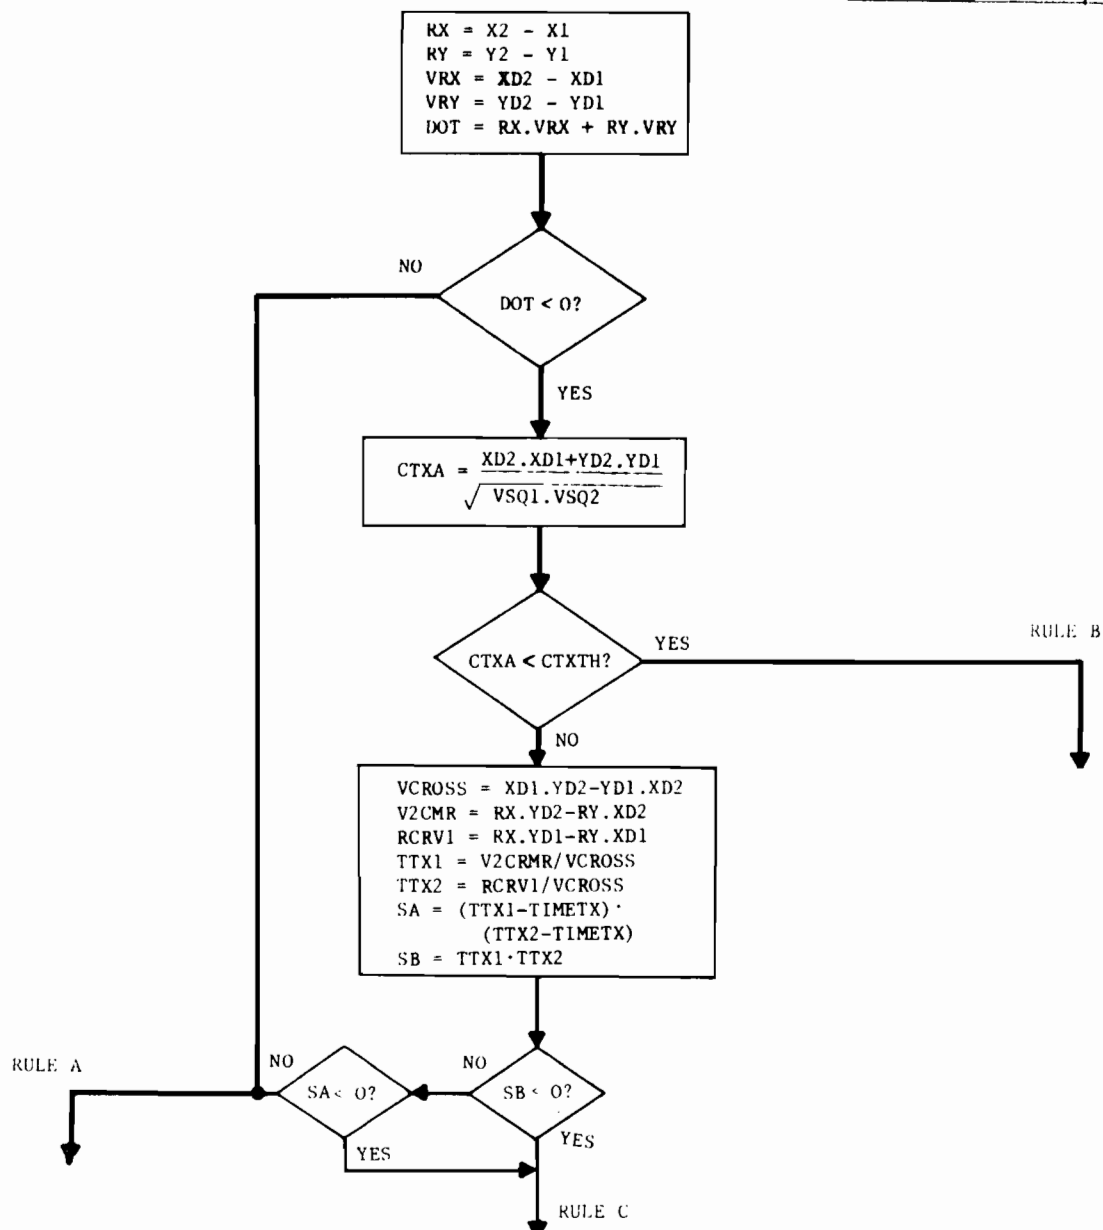 RX = X2 - X1
RY = Y2 - Y1
VRX = XD2 - XD1
VRY = YD2 - YD1
DOT = RX.VRX + RY.VRY
NO
DOT < 0?
YES
CTXA = XD2.XD1+YD2.YD1
√VSQ1.VSQ2
CTXA < CTXTH?
YES
RULE B
NO
VCROSS = XD1.YD2-YD1.XD2
V2CMR = RX.YD2-RY.XD2
RCRV1 = RX.YD1-RY.XD1
TTX1 = V2CRMR/VCROSS
TTX2 = RCRV1/VCROSS
SA = (TTX1-TIMETX)·
(TTX2-TIMETX)
SB = TTX1·TTX2
RULE A
NO
SA< 0?
NO
SB< 0?
YES
YES
RULE C